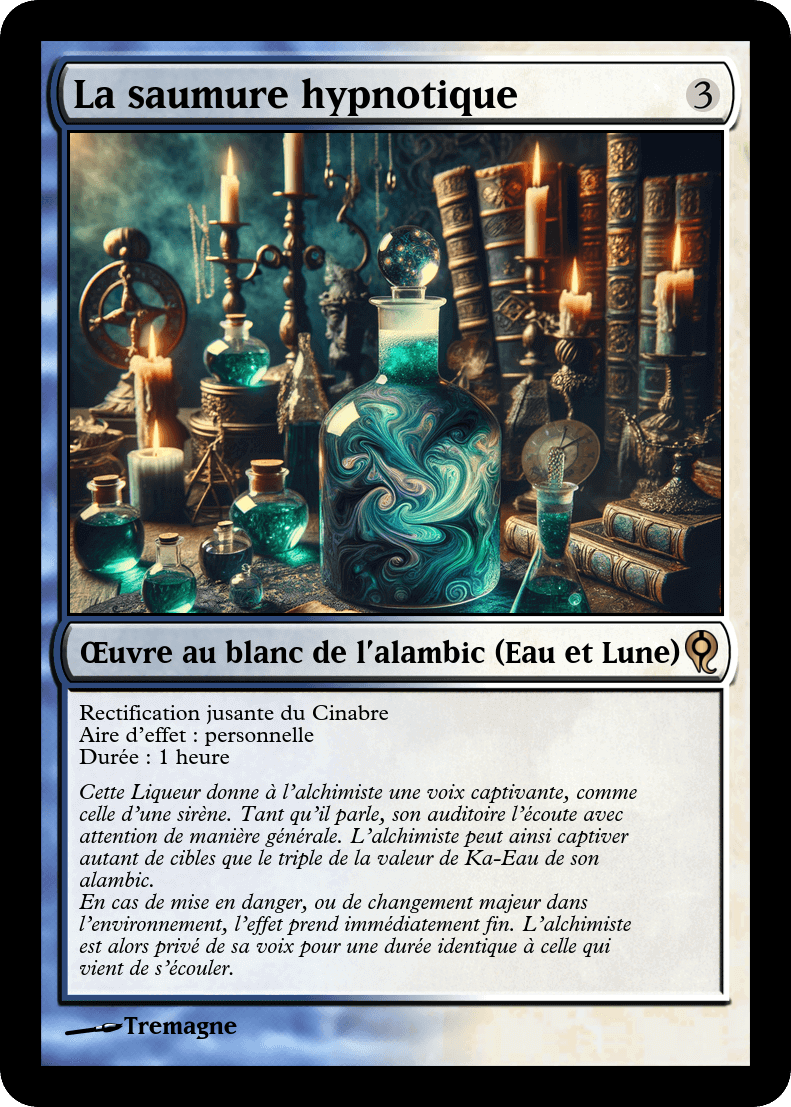 La saumure hypnotique 3
Œuvre au blanc de l'alambic (Eau et Lune)
Rectification jusante du Cinabre
Aire d'effet : personnelle
Durée : 1 heure
Cette Liqueur donne à l'alchimiste une voix captivante, comme
celle d'une sirène. Tant qu'il parle, son auditoire l'écoute avec
attention de manière générale. L'alchimiste peut ainsi captiver
autant de cibles que le triple de la valeur de Ka-Eau de son
alambic.
En cas de mise en danger, ou de changement majeur dans
l'environnement, l'effet prend immédiatement fin. L'alchimiste
est alors privé de sa voix pour une durée identique à celle qui
vient de s'écouler.
Tremagne